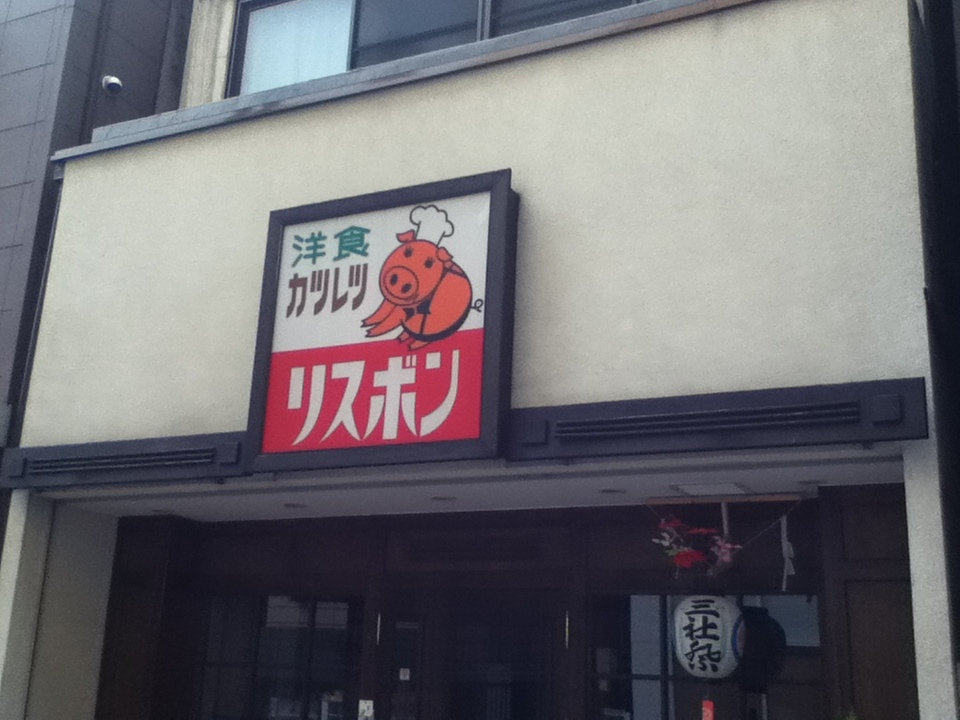 洋食
カツレツ
リスボン
三社祭